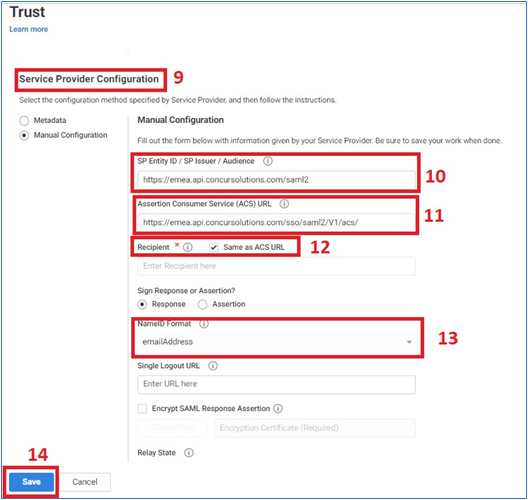 Trust
Learn more
Service Provider Configuration 9
Select the configuration method specified by Service Provider, and then follow the instructions.
Metadata
Manual Configuration
Manual Configuration
Fill out the form below with information given by your Service Provider. Be sure to save your work when done.
SP Entity ID / SP Issuer / Audience
https://emea.api.concursolutions.com/saml2
10
Assertion Consumer Service (ACS) URL
https://emea.api.concursolutions.com/sso/saml2/V1/acs/
11
Recipient * Same as ACS URL 12
Enter Recipient here
Sign Response or Assertion?
Response Assertion
NameID Format
emailAddress
13
Single Logout URL
Enter URL here
Encrypt SAML Response Assertion
Choose File Encryption Certificate (Required)
Relay State
14
Save Cancel